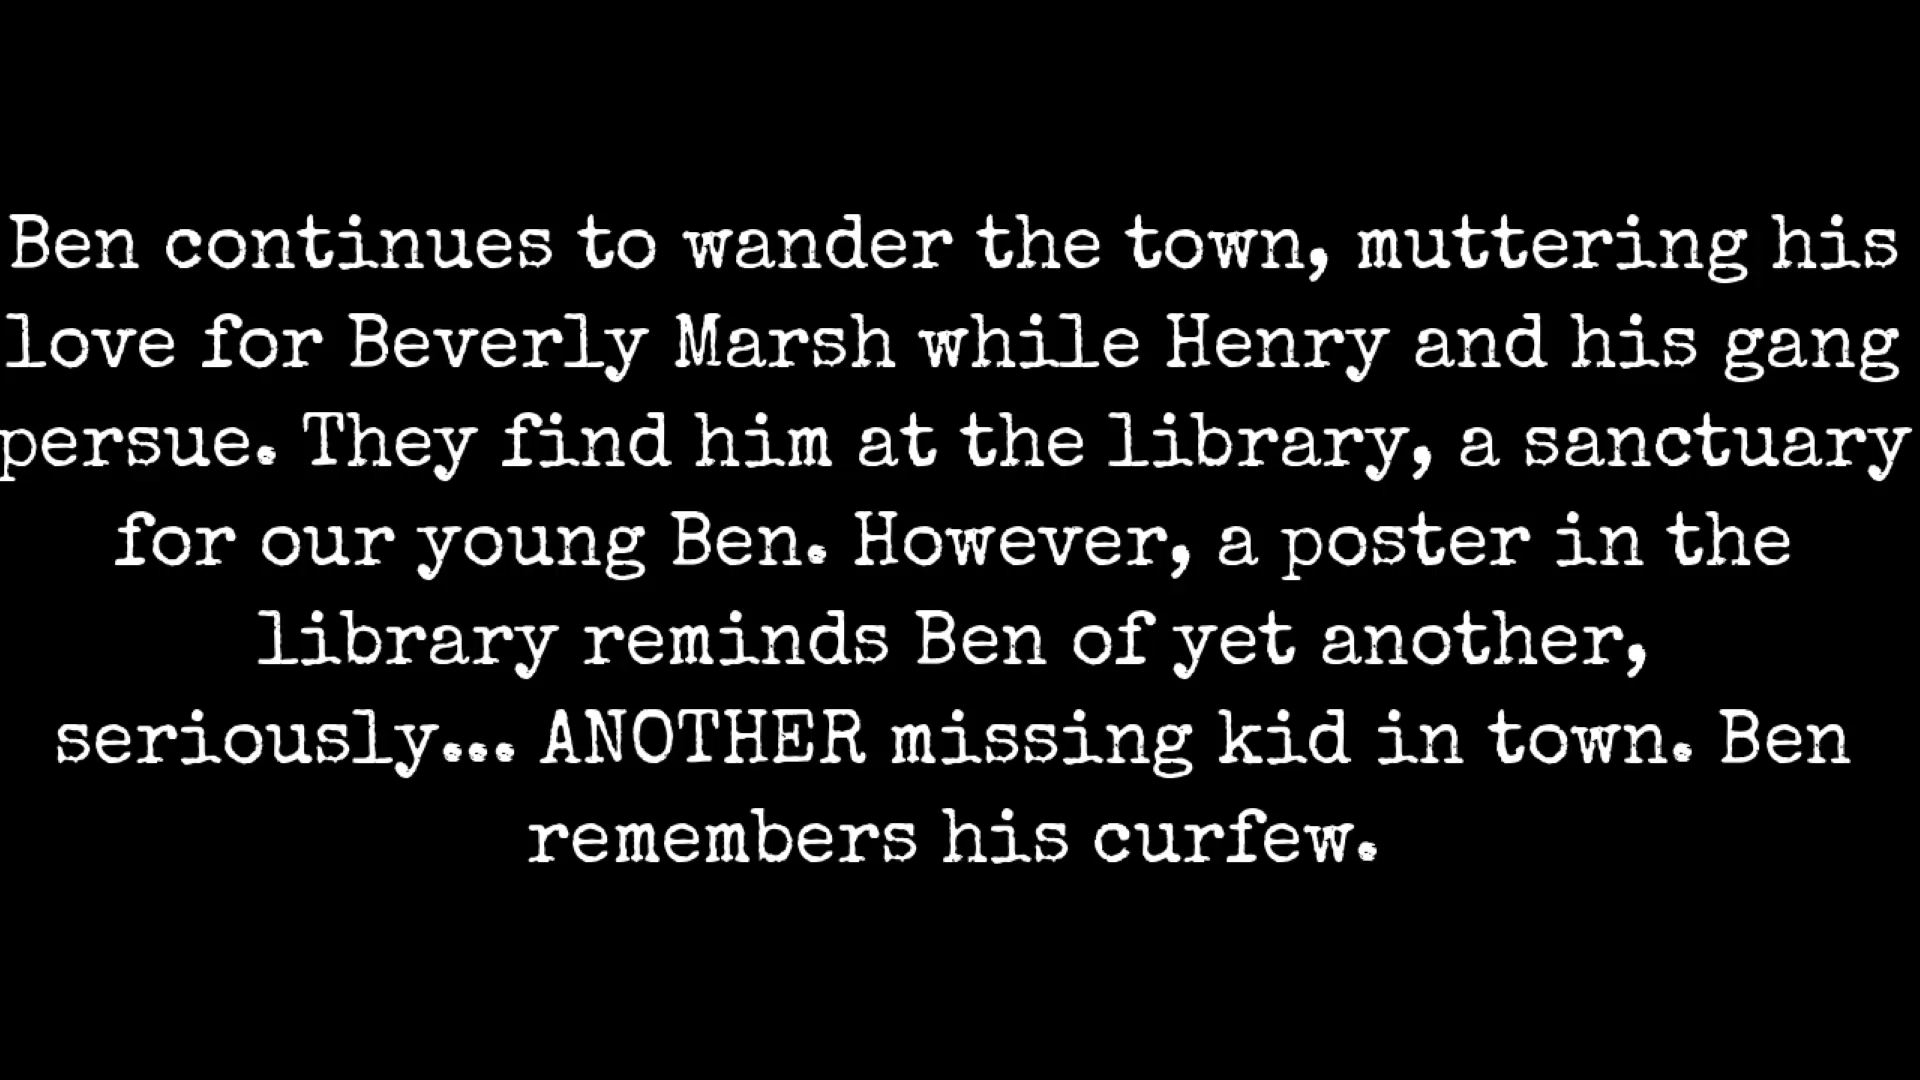 Ben continues to wander the town, muttering his
love for Beverly Marsh while Henry and his gang
persue. They find him at the library, a sanctuary
for our young Ben. However, a poster in the
library reminds Ben of yet another,
seriously... ANOTHER missing kid in town. Ben
remembers his curfew.